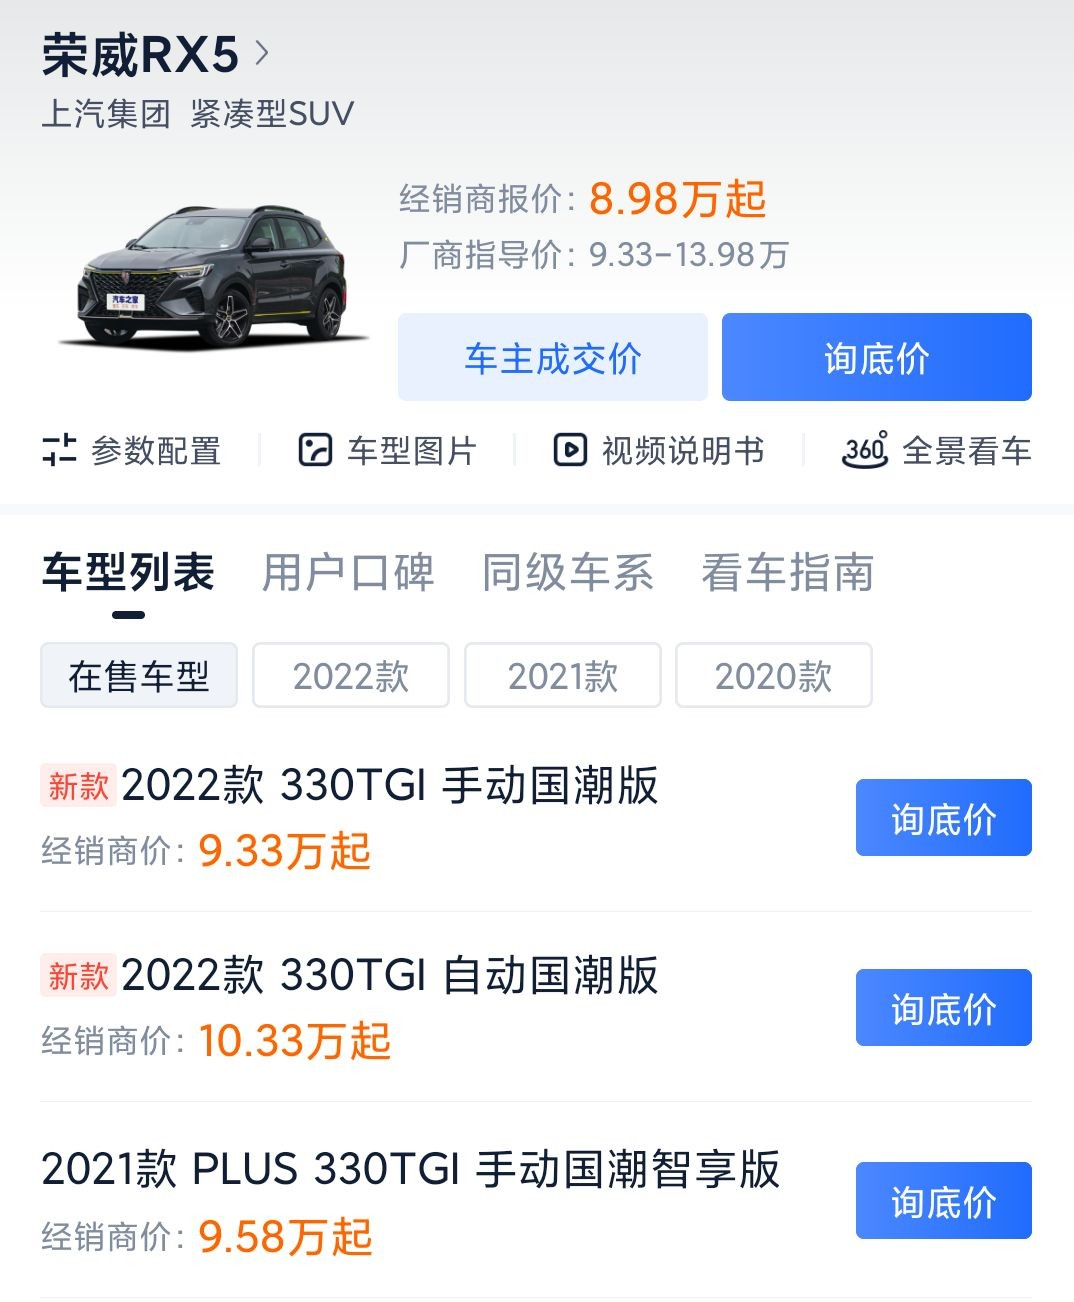 荣威RX5
上汽集团 紧凑型SUV
汽车之家
经销商报价：8.98万起
厂商指导价：9.33-13.98万
车主成交价 询底价
参数配置 车型图片 视频说明书 360° 全景看车
车型列表 用户口碑 同级车系 看车指南
在售车型 2022款 2021款 2020款
新款 2022款 330TGI 手动国潮版
询底价
经销商价：9.33万起
新款 2022款 330TGI 自动国潮版
询底价
经销商价：10.33万起
2021款 PLUS 330TGI 手动国潮智享版
询底价
经销商价：9.58万起